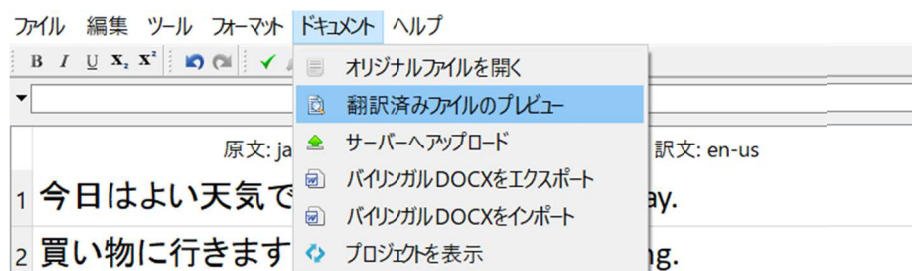 ファイル 編集 ツール フォーマット ドキュメント ヘルプ
B I U X₂ X²
オリジナルファイルを開く
翻訳済みファイルのプレビュー
サーバーへアップロード
バイリンガルDOCXをエクスポート
バイリンガルDOCXをインポート
プロジェクトを表示
原文: ja
訳文: en-us
1 今日はよい天気で
ay.
2 買い物に行きます
ng.